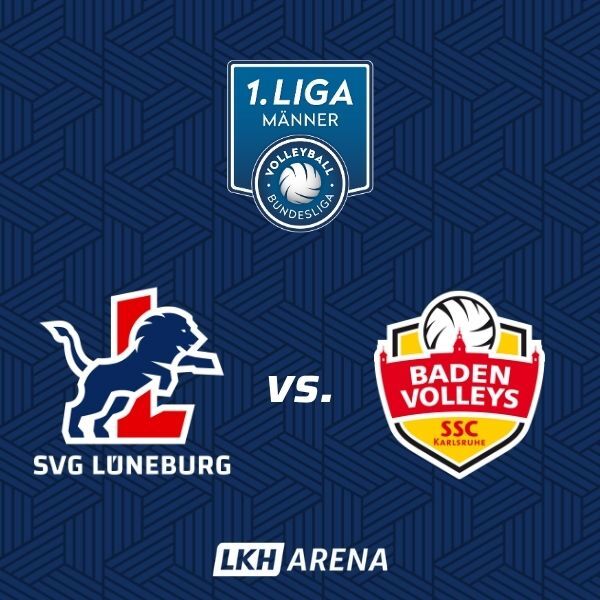 1. LIGA
MÄNNER
VOLLEYBALL
BUNDESLIGA
L
SVG LÜNEBURG
vs.
BADEN
VOLLEYS
SSC
KARLSRUHE
LKH ARENA